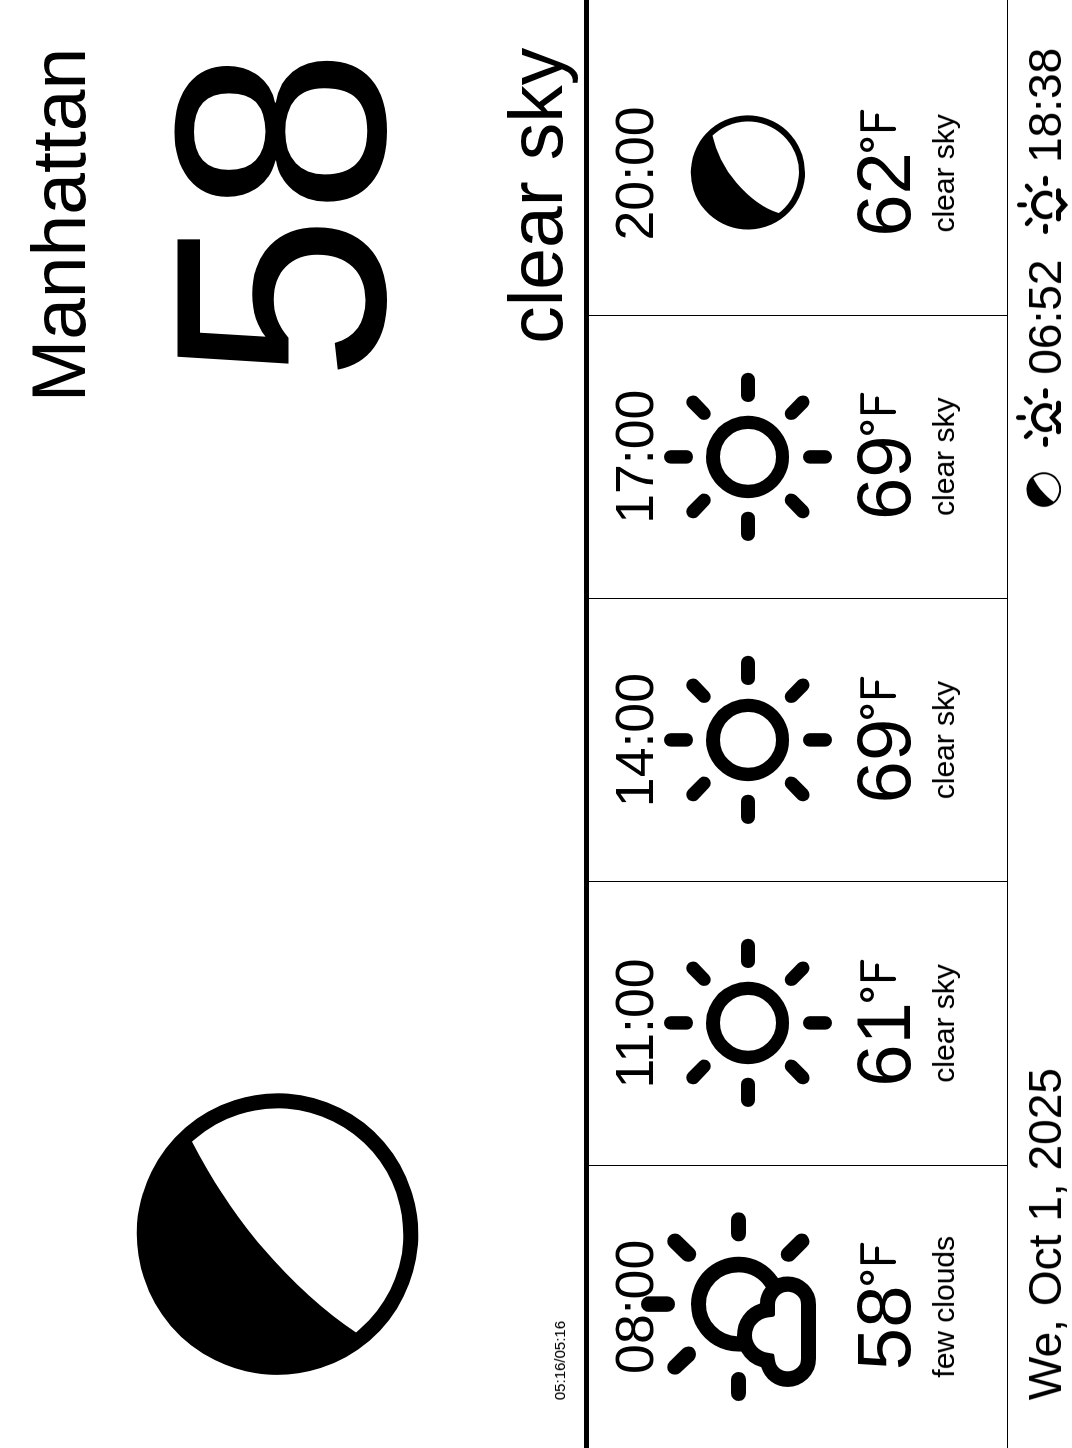 Manhattan
58
clear sky
05:16/05:16
08:00
58°F
few clouds
11:00
61°F
clear sky
14:00
69°F
clear sky
17:00
69°F
clear sky
20:00
62°F
clear sky
We, Oct 1, 2025
06:52
18:38